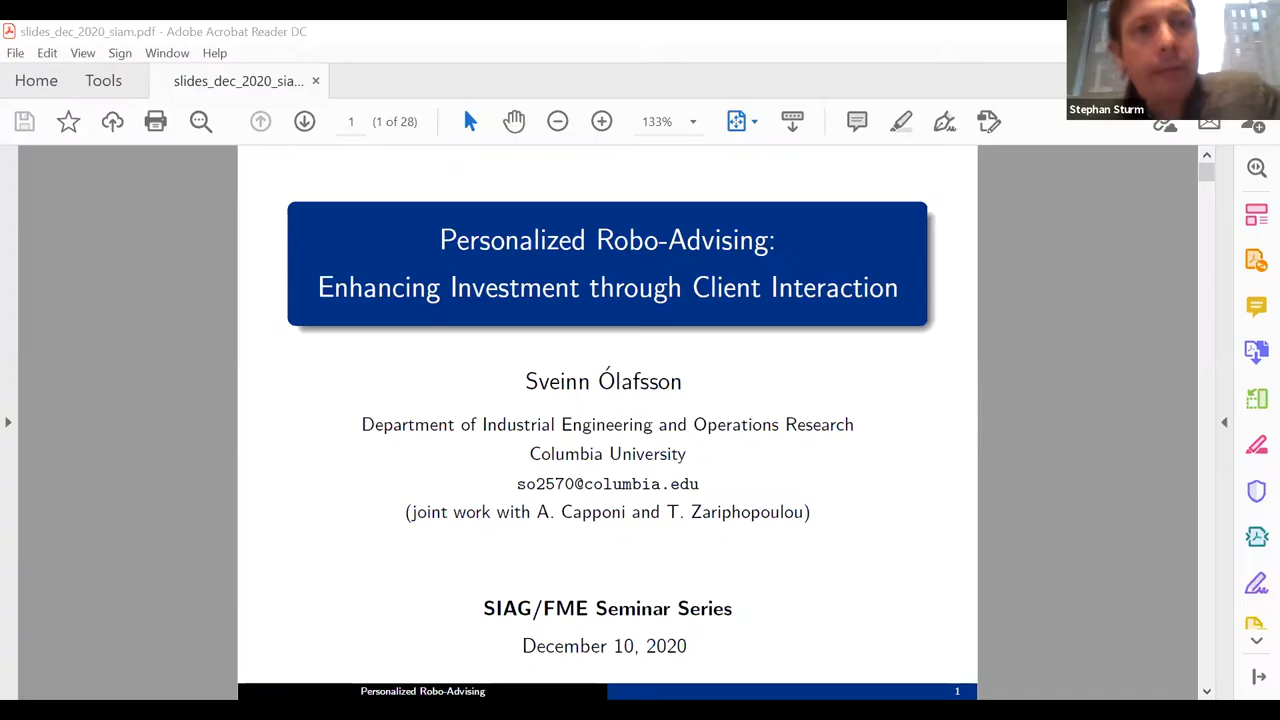 slides_dec_2020_siam.pdf - Adobe Acrobat Reader DC
File Edit View Sign Window Help
Home Tools slides_dec_2020_sia... ×
1 (1 of 28) 133%
Stephan Sturm
Personalized Robo-Advising:
Enhancing Investment through Client Interaction
Sveinn Ólafsson
Department of Industrial Engineering and Operations Research
Columbia University
so2570@columbia.edu
(joint work with A. Capponi and T. Zariphopoulou)
SIAG/FME Seminar Series
December 10, 2020
Personalized Robo-Advising 1